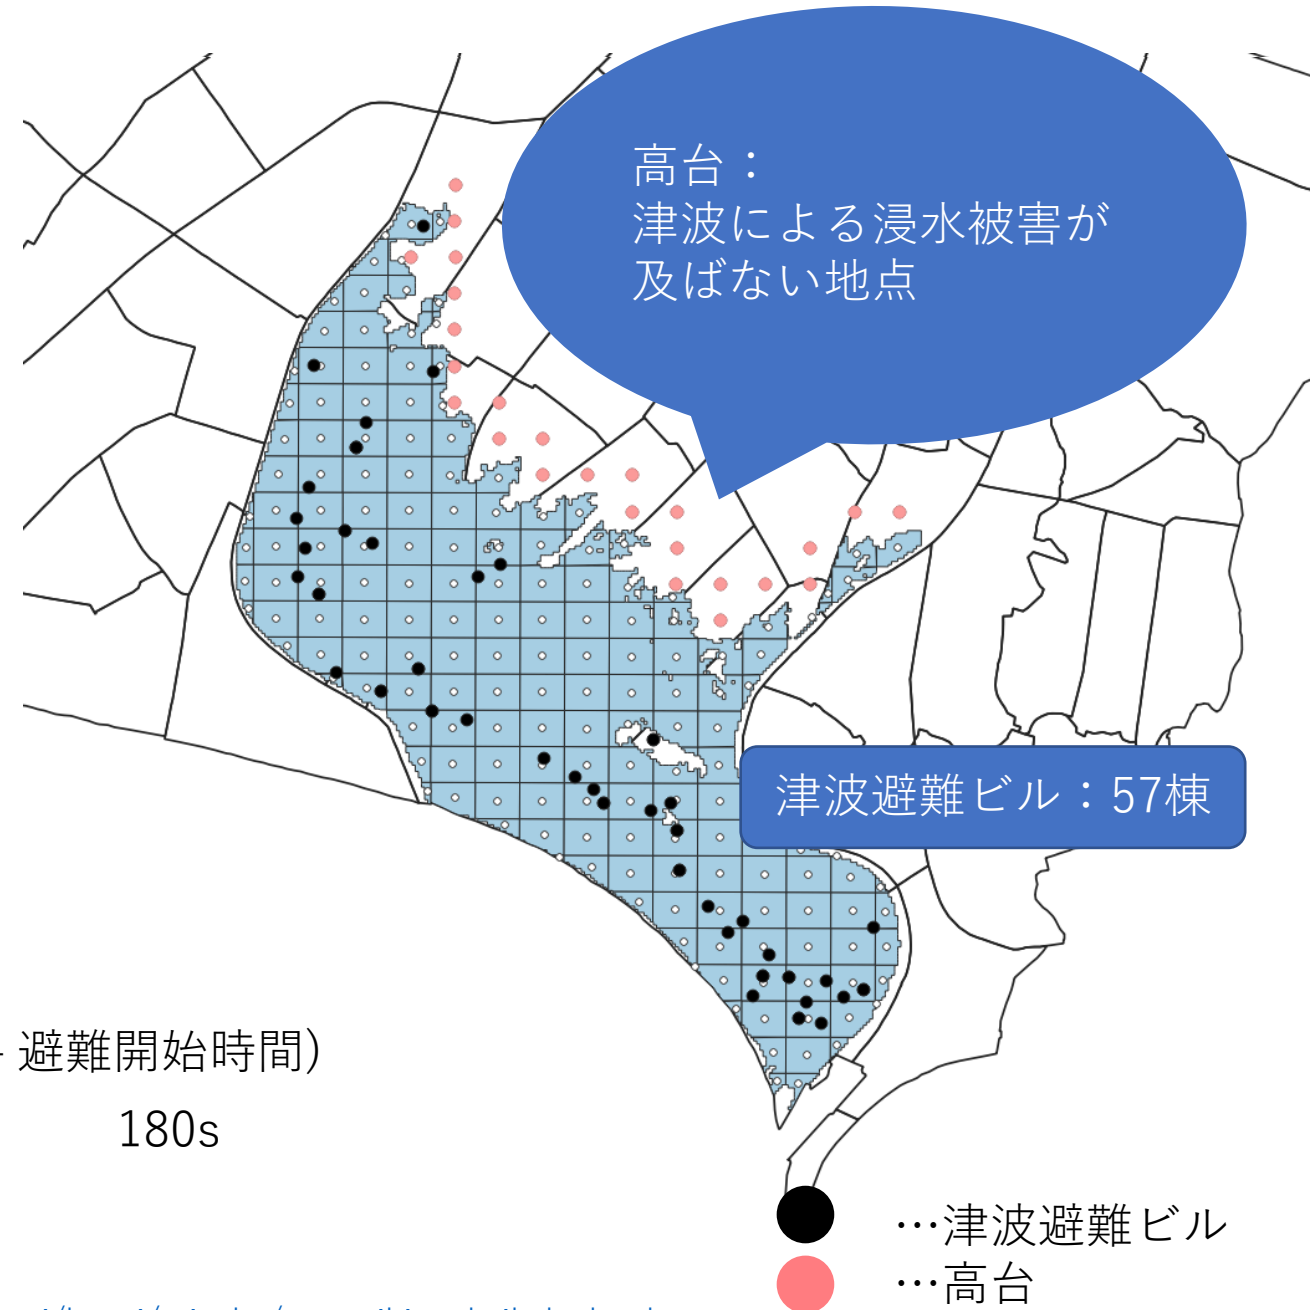 高台：
津波による浸水被害が
及ばない地点
津波避難ビル：57棟
避難開始時間）
180s
…津波避難ビル
…高台